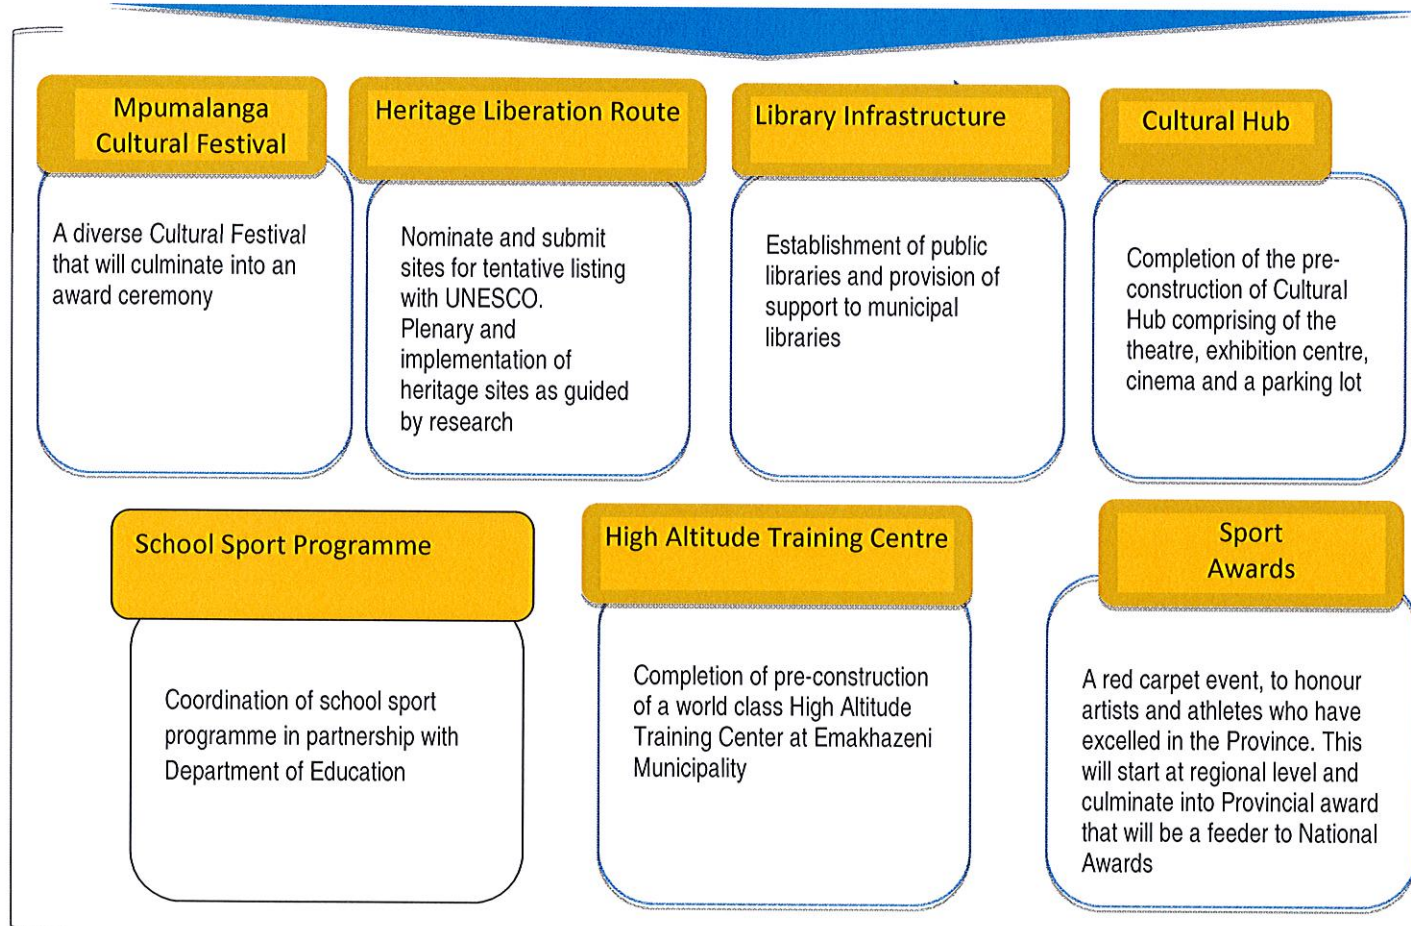 Mpumalanga
Cultural Festival
A diverse Cultural Festival
that will culminate into an
award ceremony
Heritage Liberation Route
Nominate and submit
sites for tentative listing
with UNESCO.
Plenary and
implementation of
heritage sites as guided
by research
Library Infrastructure
Establishment of public
libraries and provision of
support to municipal
libraries
Cultural Hub
Completion of the pre-
construction of Cultural
Hub comprising of the
theatre, exhibition centre,
cinema and a parking lot
School Sport Programme
Coordination of school sport
programme in partnership with
Department of Education
High Altitude Training Centre
Completion of pre-construction
of a world class High Altitude
Training Center at Emakhazeni
Municipality
Sport
Awards
A red carpet event, to honour
artists and athletes who have
excelled in the Province. This
will start at regional level and
culminate into Provincial award
that will be a feeder to National
Awards